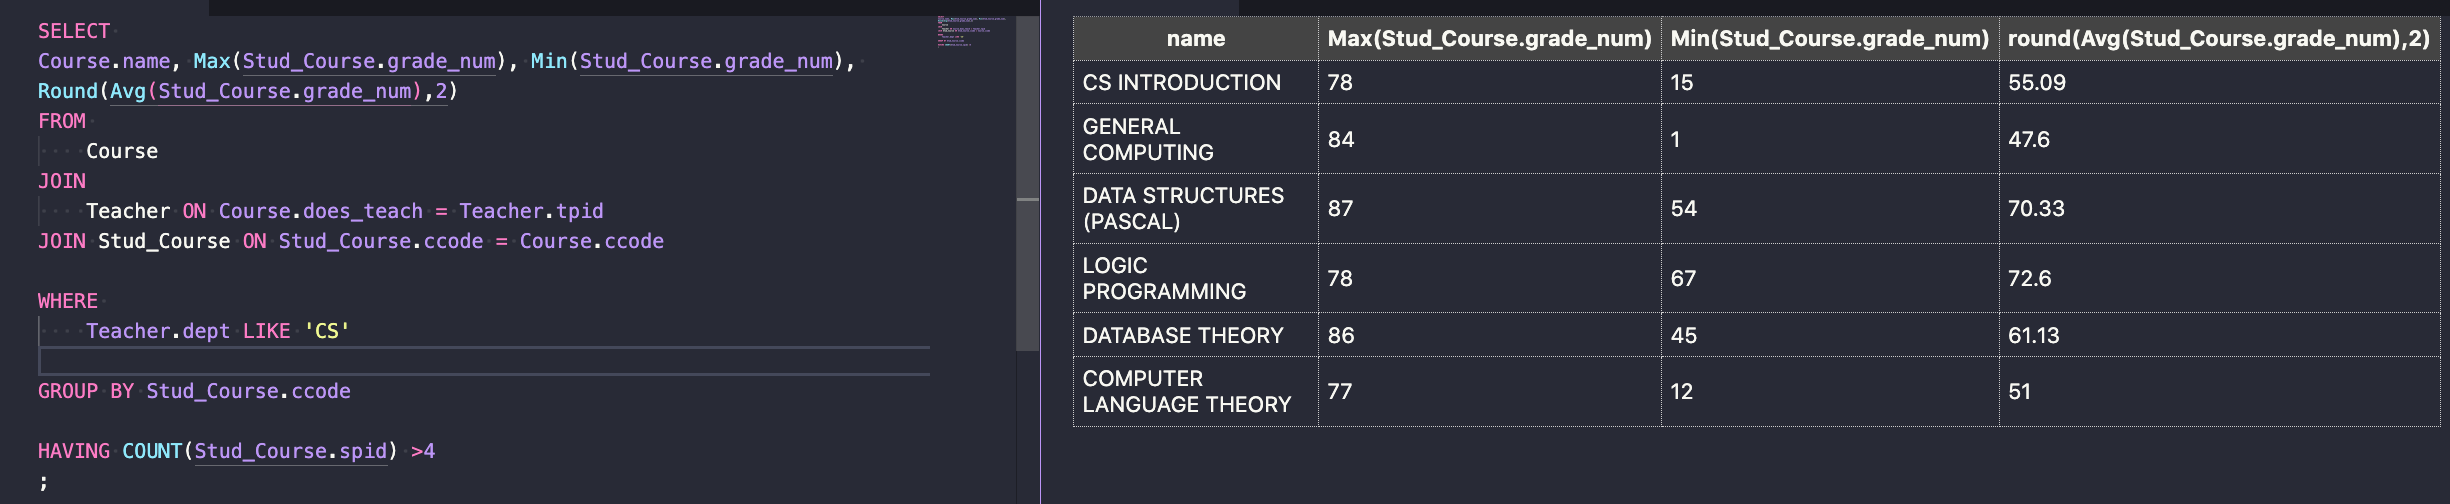 SELECT
Course.name, Max(Stud_Course.grade_num), Min(Stud_Course.grade_num),
Round(Avg(Stud_Course.grade_num),2)
FROM
Course
JOIN
Teacher ON Course.does_teach = Teacher.tpid
JOIN Stud_Course ON Stud_Course.ccode = Course.ccode
WHERE
Teacher.dept LIKE 'CS'
GROUP BY Stud_Course.ccode
HAVING COUNT(Stud_Course.spid) >4
;
name Max(Stud_Course.grade_num) Min(Stud_Course.grade_num) round(Avg(Stud_Course.grade_num),2)
CS INTRODUCTION 78 15 55.09
GENERAL
COMPUTING 84 1 47.6
DATA STRUCTURES
(PASCAL) 87 54 70.33
LOGIC
PROGRAMMING 78 67 72.6
DATABASE THEORY 86 45 61.13
COMPUTER
LANGUAGE THEORY 77 12 51